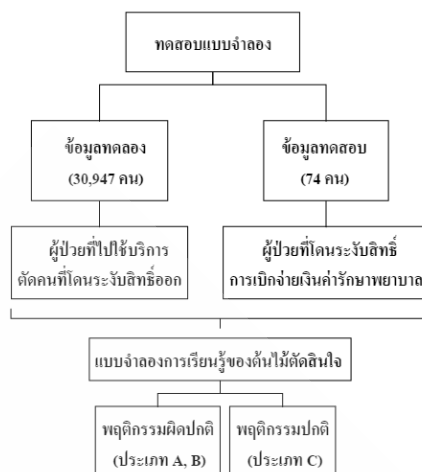 ทดสอบแบบจำลอง
ข้อมูลทดลอง
(30,947 คน)
ข้อมูลทดสอบ
(74 คน)
ผู้ป่วยที่ไปใช้บริการ
ตัดคนที่โดนระงับสิทธิ์ออก
ผู้ป่วยที่โดนระงับสิทธิ์
การเบิกจ่ายเงินค่ารักษาพยาบาล
แบบจำลองการเรียนรู้ของต้นไม้ตัดสินใจ
พฤติกรรมผิดปกติ
(ประเภท A, B)
พฤติกรรมปกติ
(ประเภท C)